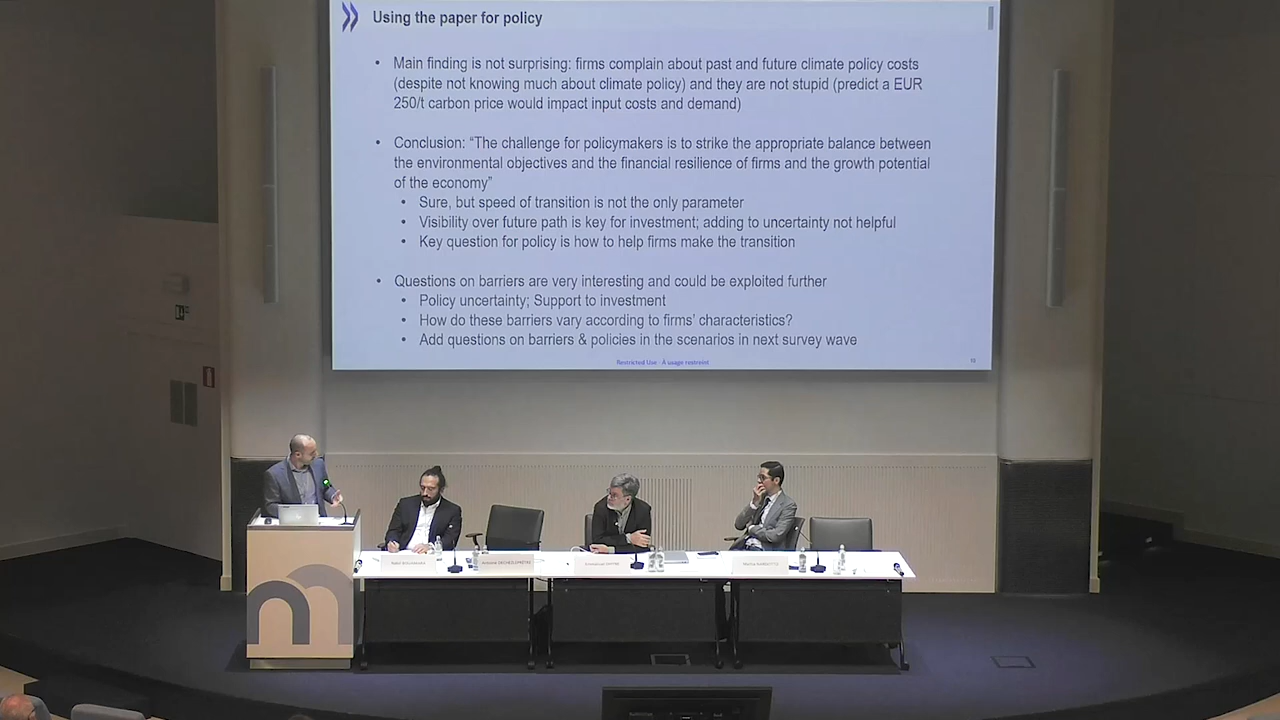 Using the paper for policy
• Main finding is not surprising: firms complain about past and future climate policy costs
(despite not knowing much about climate policy) and they are not stupid (predict a EUR
250/t carbon price would impact input costs and demand)
• Conclusion: “The challenge for policymakers is to strike the appropriate balance between
the environmental objectives and the financial resilience of firms and the growth potential
of the economy”
• Sure, but speed of transition is not the only parameter
• Visibility over future path is key for investment; adding to uncertainty not helpful
• Key question for policy is how to help firms make the transition
• Questions on barriers are very interesting and could be exploited further
• Policy uncertainty; Support to investment
• How do these barriers vary according to firms’ characteristics?
• Add questions on barriers & policies in the scenarios in next survey wave
Restricted Use - À usage restreint
Antoine DECHEZLEPRÊTRE